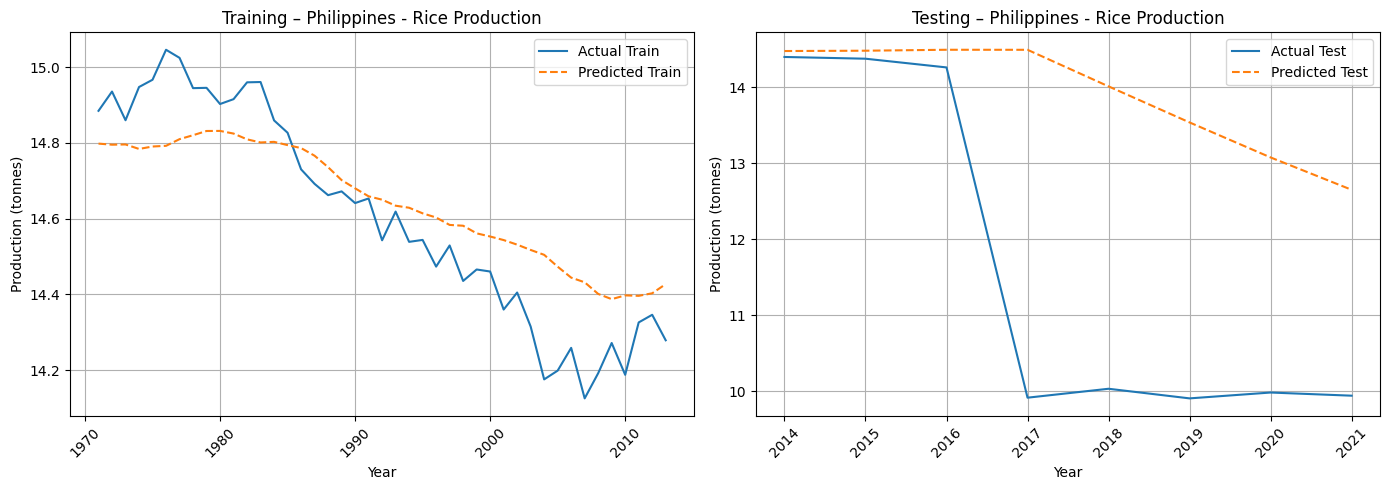 Training – Philippines - Rice Production
Production (tonnes)
15.0
14.8
14.6
14.4
14.2
Actual Train
Predicted Train
1970
1980
1990
2000
2010
Year
Testing – Philippines - Rice Production
Production (tonnes)
14
13
12
11
10
Actual Test
Predicted Test
2014
2015
2016
2017
2018
2019
2020
2021
Year